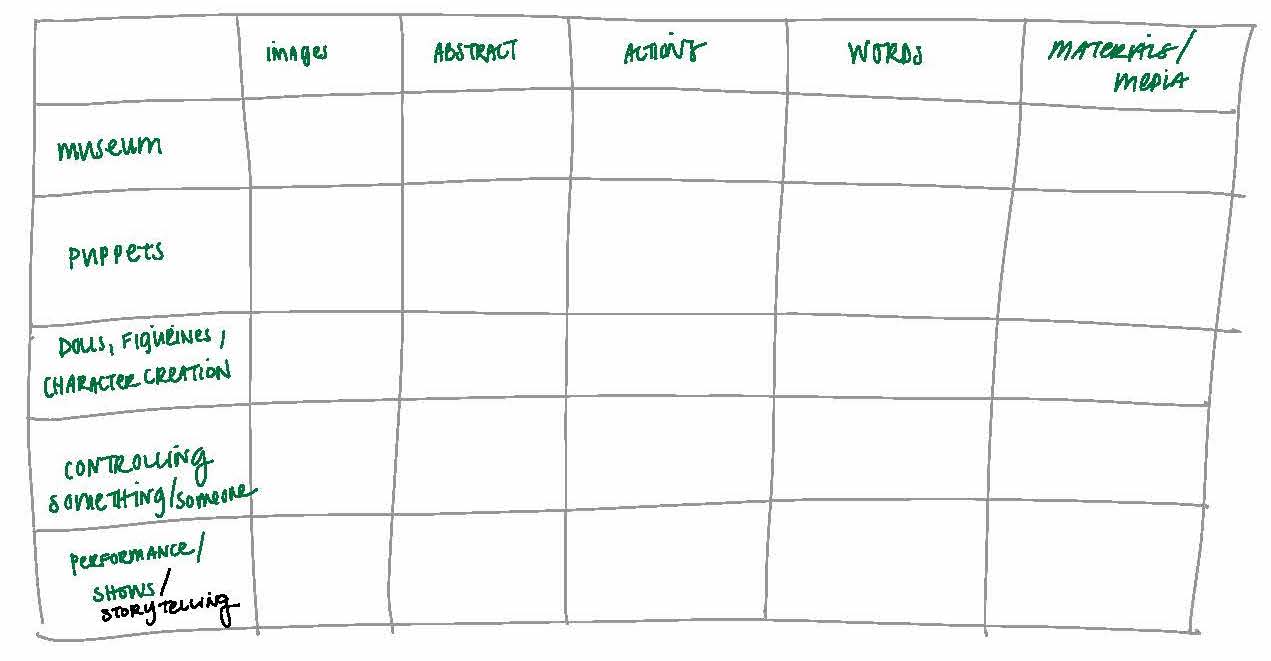 images ABSTRACT ACTIONS WORDS MATERIALS/
MEDIA
museum
PUPPETS
DOLLS, FIGURINES,
CHARACTER CREATION
CONTROLLING
SOMETHING/SOMEONE
PERFORMANCE/
SHOWS/
STORYTELLING